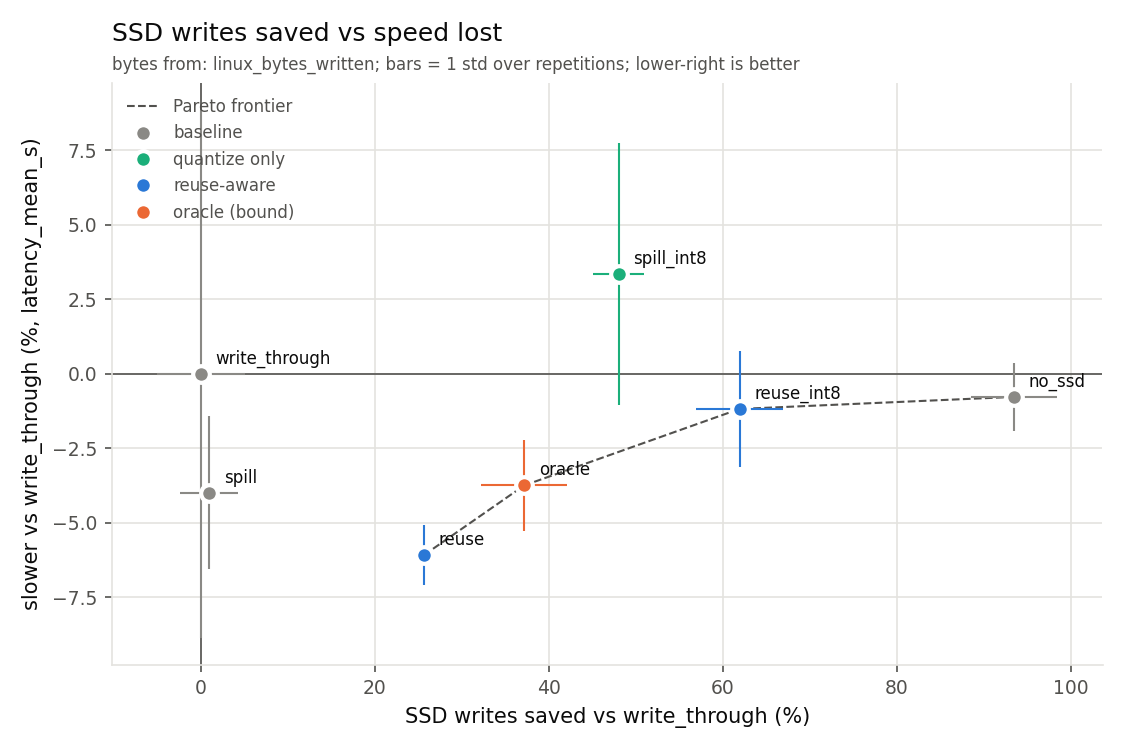 SSD writes saved vs speed lost
bytes from: linux_bytes_written; bars = 1 std over repetitions; lower-right is better
Pareto frontier
baseline
quantize only
reuse-aware
oracle (bound)
slower vs write_through (%, latency_mean_s)
7.5
5.0
2.5
0.0
−2.5
−5.0
−7.5
spill_int8
write_through
no_ssd
reuse_int8
oracle
spill
reuse
0
20
40
60
80
100
SSD writes saved vs write_through (%)